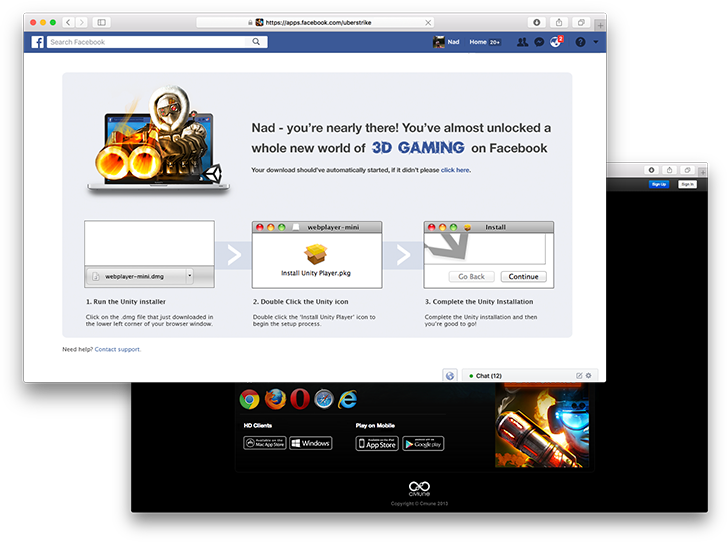 https://apps.facebook.com/uberstrike
Search Facebook
Nad
Home 20+
2
Nad - you're nearly there! You've almost unlocked a
whole new world of 3D GAMING on Facebook
Your download should've automatically started, if it didn't please click here.
webplayer-mini.dmg
webplayer-mini
Install Unity Player.pkg
Install
Go Back
Continue
1. Run the Unity installer
Click on the .dmg file that just downloaded in
the lower left corner of your browser window.
2. Double Click the Unity icon
Double click the 'Install Unity Player' icon to
begin the setup process.
3. Complete the Unity Installation
Complete the Unity installation and then
you're good to go!
Need help? Contact support.
Chat (12)
Sign Up
Sign In
HD Clients
Play on Mobile
Mac App Store
Windows
App Store
Google play
Cmune
Copyright © Cmune 2013